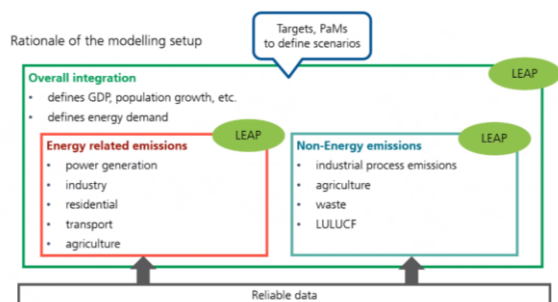 Rationale of the modelling setup
Targets, PaMs
to define scenarios
LEAP
Overall integration
• defines GDP, population growth, etc.
• defines energy demand
LEAP
Energy related emissions
• power generation
• industry
• residential
• transport
• agriculture
LEAP
Non-Energy emissions
• industrial process emissions
• agriculture
• waste
• LULUCF
Reliable data